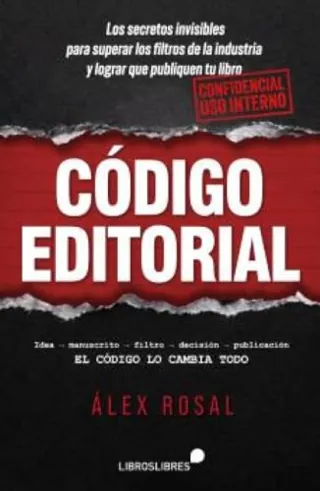 Los secretos invisibles
para superar los filtros de la industria
y lograr que publiquen tu libro
CONFIDENCIAL
USO INTERNO
CÓDIGO
EDITORIAL
Idea → manuscrito → filtro → decisión → publicación
EL CÓDIGO LO CAMBIA TODO
ÁLEX ROSAL
LIBROSLIBRES